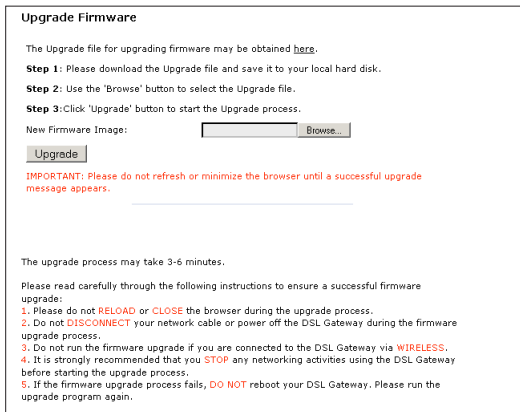 Upgrade Firmware
The Upgrade file for upgrading firmware may be obtained here.
Step 1: Please download the Upgrade file and save it to your local hard disk.
Step 2: Use the 'Browse' button to select the Upgrade file.
Step 3:Click 'Upgrade' button to start the Upgrade process.
New Firmware Image: Browse...
Upgrade
IMPORTANT: Please do not refresh or minimize the browser until a successful upgrade
message appears.
The upgrade process may take 3-6 minutes.
Please read carefully through the following instructions to ensure a successful firmware
upgrade:
1. Please do not RELOAD or CLOSE the browser during the upgrade process.
2. Do not DISCONNECT your network cable or power off the DSL Gateway during the firmware
upgrade process.
3. Do not run the firmware upgrade if you are connected to the DSL Gateway via WIRELESS.
4. It is strongly recommended that you STOP any networking activities using the DSL Gateway
before starting the upgrade process.
5. If the firmware upgrade process fails, DO NOT reboot your DSL Gateway. Please run the
upgrade program again.